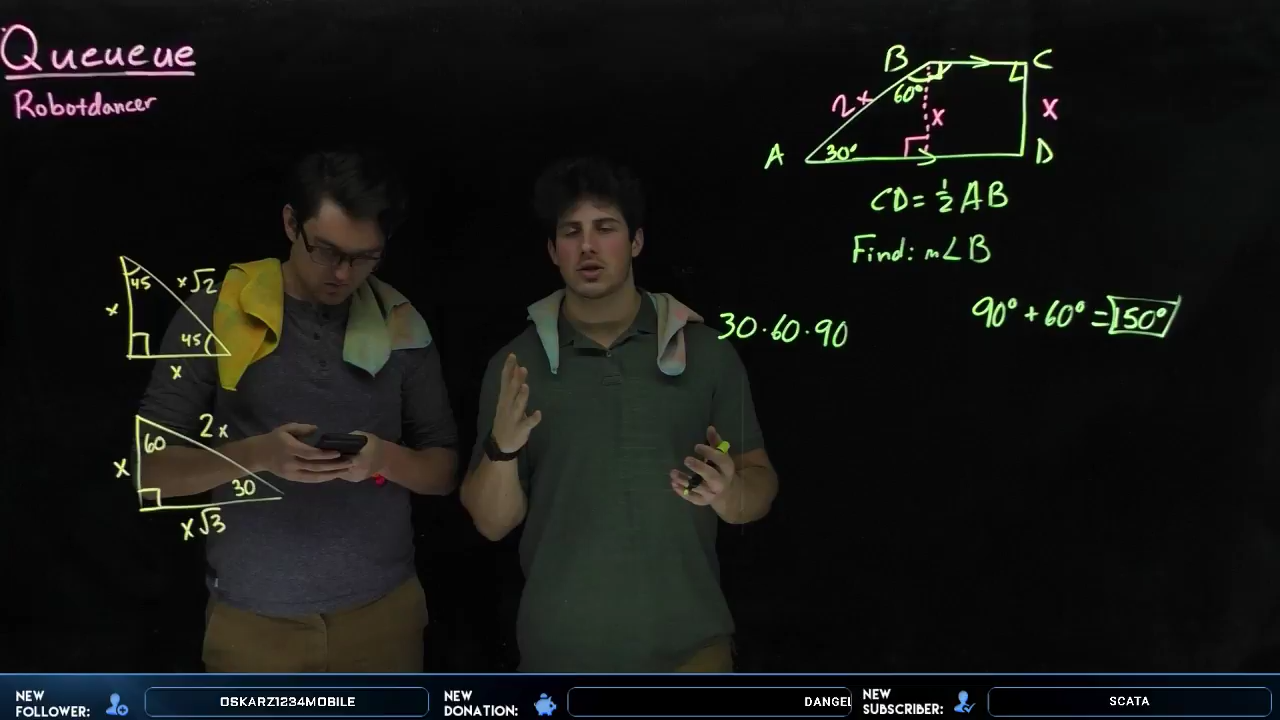 Queueue
Robotdancer
B C
2x 60° x x
A 30° D
CD = 1/2 AB
Find: m∠B
30·60·90
90° + 60° = 150°
45 x√2
x 45
x
60 2x
x 30
x√3
NEW FOLLOWER: OSKARZ1234MOBILE
NEW DONATION: DANGEL
NEW SUBSCRIBER: SCATA